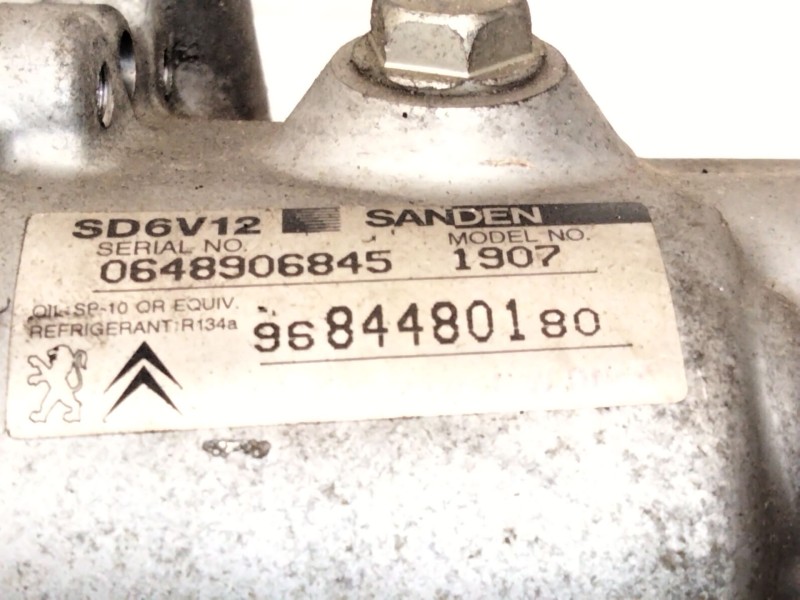 SD6V12 SANDEN
SERIAL NO. MODEL NO.
0648906845 1907
OIL: SP-10 OR EQUIV.
REFRIGERANT: R134a
9684480180